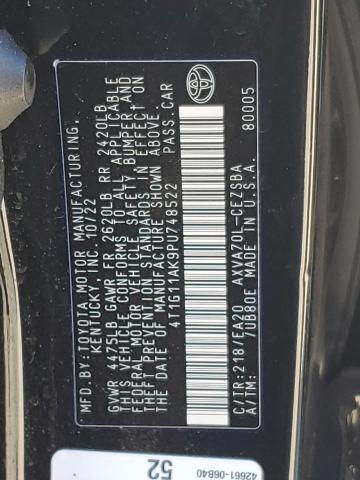 MFD.BY:TOYOTA MOTOR MANUFACTURING,
KENTUCKY, INC. 10/22
GVWR 4475LB GAWR FR 2620LB RR 2420LB
THIS VEHICLE CONFORMS TO ALL APPLICABLE
FEDERAL MOTOR VEHICLE SAFETY, BUMPER AND
THEFT PREVENTION STANDARDS IN EFFECT
ON THE DATE OF MANUFACTURE SHOWN ABOVE
4T1G11AK9PU748522 PASS.CAR
C/TR:218/FA20 AXVA70L-CEZSBA
A/TM: /UB80E MADE IN U.S.A. 80005
52
42661-06B40